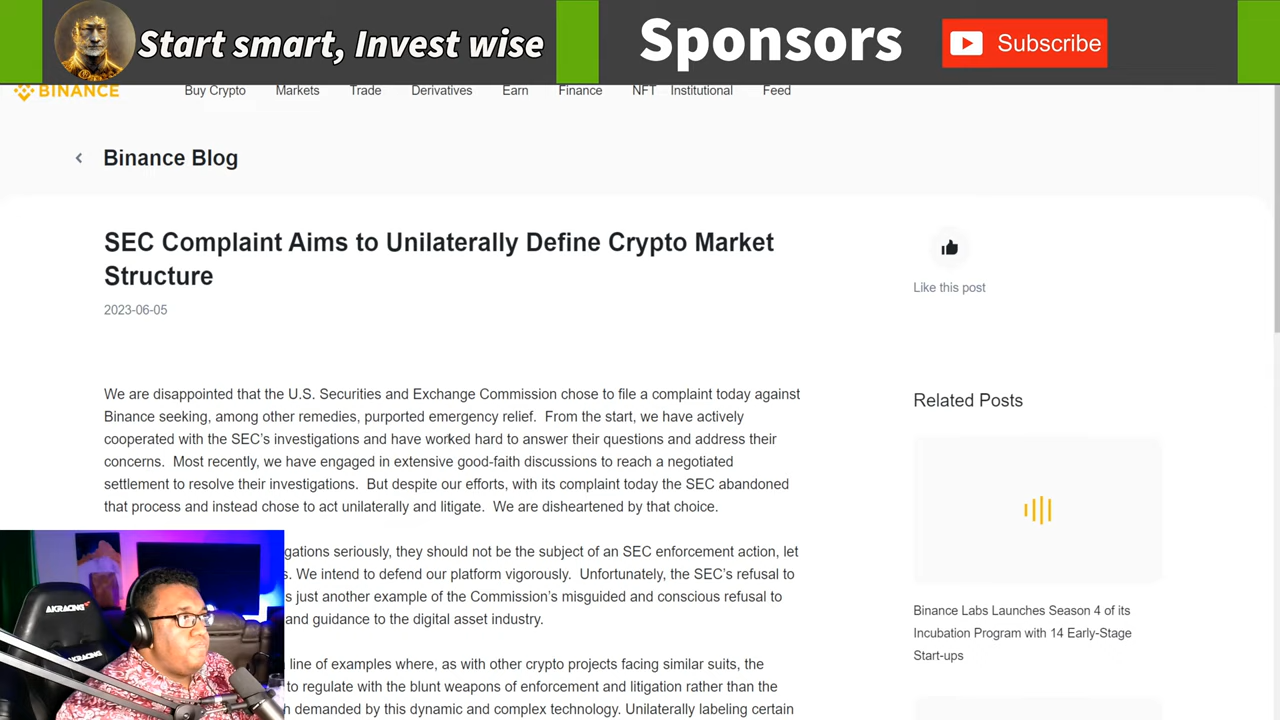 Start smart, Invest wise
Sponsors
Subscribe
BINANCE
Buy Crypto Markets Trade Derivatives Earn Finance NFT Institutional Feed
Binance Blog
SEC Complaint Aims to Unilaterally Define Crypto Market
Structure
2023-06-05
Like this post
We are disappointed that the U.S. Securities and Exchange Commission chose to file a complaint today against
Binance seeking, among other remedies, purported emergency relief. From the start, we have actively
cooperated with the SEC's investigations and have worked hard to answer their questions and address their
concerns. Most recently, we have engaged in extensive good-faith discussions to reach a negotiated
settlement to resolve their investigations. But despite our efforts, with its complaint today the SEC abandoned
that process and instead chose to act unilaterally and litigate. We are disheartened by that choice.
gations seriously, they should not be the subject of an SEC enforcement action, let
s. We intend to defend our platform vigorously. Unfortunately, the SEC's refusal to
s just another example of the Commission's misguided and conscious refusal to
and guidance to the digital asset industry.
line of examples where, as with other crypto projects facing similar suits, the
to regulate with the blunt weapons of enforcement and litigation rather than the
h demanded by this dynamic and complex technology. Unilaterally labeling certain
Related Posts
Binance Labs Launches Season 4 of its
Incubation Program with 14 Early-Stage
Start-ups
AKRACING
AKRACING